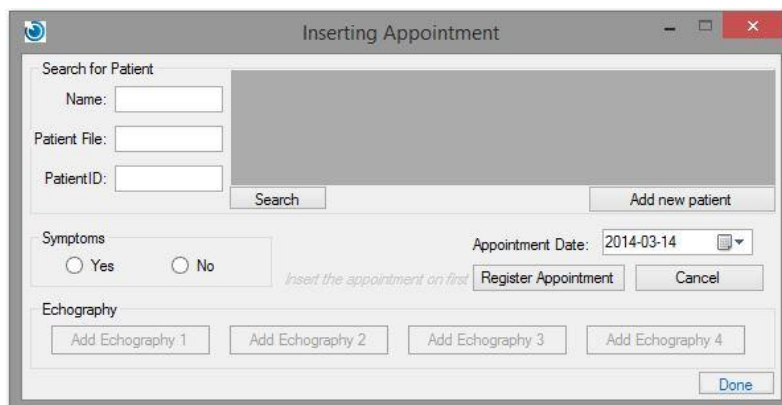 Inserting Appointment
Search for Patient
Name:
Patient File:
PatientID:
Search
Add new patient
Symptoms
Yes No
Appointment Date: 2014-03-14
Insert the appointment on first
Register Appointment Cancel
Echography
Add Echography 1 Add Echography 2 Add Echography 3 Add Echography 4
Done